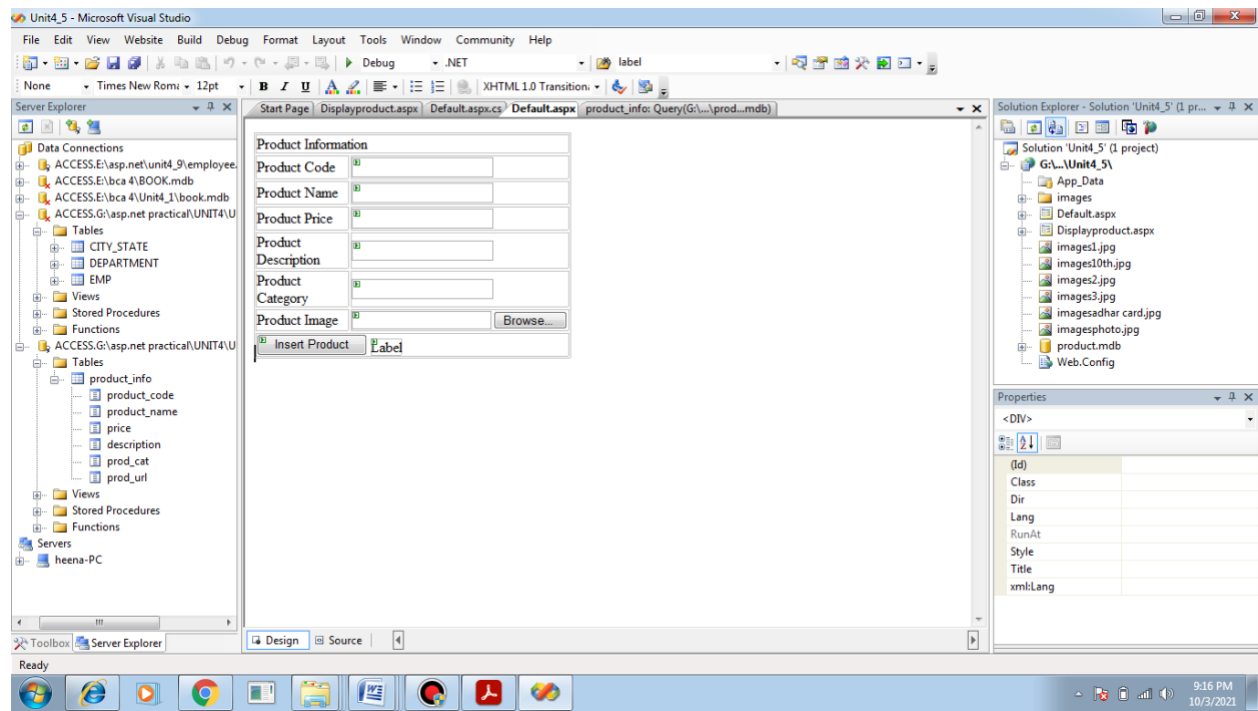 Unit4_5 - Microsoft Visual Studio
File Edit View Website Build Debug Format Layout Tools Window Community Help
Debug .NET label
None Times New Roma 12pt B I U XHTML 1.0 Transition
Server Explorer
Data Connections
ACCESS.E:\asp.net\unit4_9\employee.
ACCESS.E:\bca 4\BOOK.mdb
ACCESS.E:\bca 4\Unit4_1\book.mdb
ACCESS.G:\asp.net practical\UNIT4\U
Tables
CITY_STATE
DEPARTMENT
EMP
Views
Stored Procedures
Functions
ACCESS.G:\asp.net practical\UNIT4\U
Tables
product_info
product_code
product_name
price
description
prod_cat
prod_url
Views
Stored Procedures
Functions
Servers
heena-PC
Toolbox Server Explorer
Start Page Displayproduct.aspx Default.aspx.cs Default.aspx product_info: Query(G:\...\prod...mdb)
Product Information
Product Code
Product Name
Product Price
Product
Description
Product
Category
Product Image Browse...
Insert Product Label
Design Source
Solution Explorer - Solution 'Unit4_5' (1 pr...
Solution 'Unit4_5' (1 project)
G:\...\Unit4_5\
App_Data
images
Default.aspx
Displayproduct.aspx
images1.jpg
images10th.jpg
images2.jpg
images3.jpg
imagesadhar card.jpg
imagesphoto.jpg
product.mdb
Web.Config
Properties
<DIV>
(Id)
Class
Dir
Lang
RunAt
Style
Title
xml:Lang
Ready
9:16 PM
10/3/2021